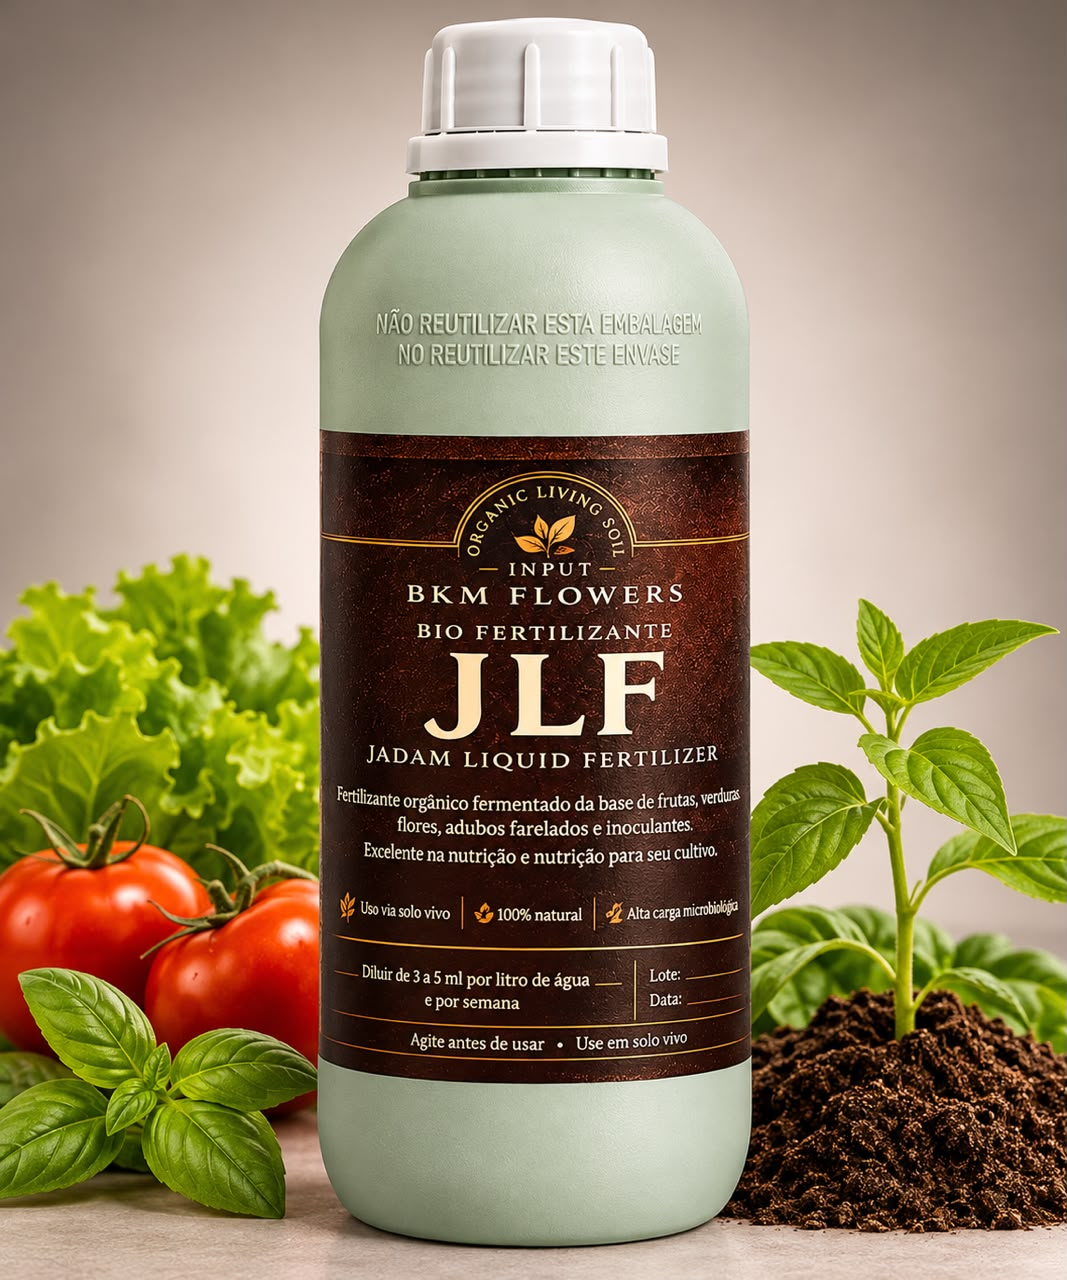 NÃO REUTILIZAR ESTA EMBALAGEM
NO REUTILIZAR ESTE ENVASE
ORGANIC LIVING SOIL
INPUT
BKM FLOWERS
BIO FERTILIZANTE
JLF
JADAM LIQUID FERTILIZER
Fertilizante orgânico fermentado da base de frutas, verduras
flores, adubos farelados e inoculantes.
Excelente na nutrição e nutrição para seu cultivo.
Uso via solo vivo
100% natural
Alta carga microbiológica
Diluir de 3 a 5 ml por litro de água
e por semana
Lote:
Data:
Agite antes de usar • Use em solo vivo